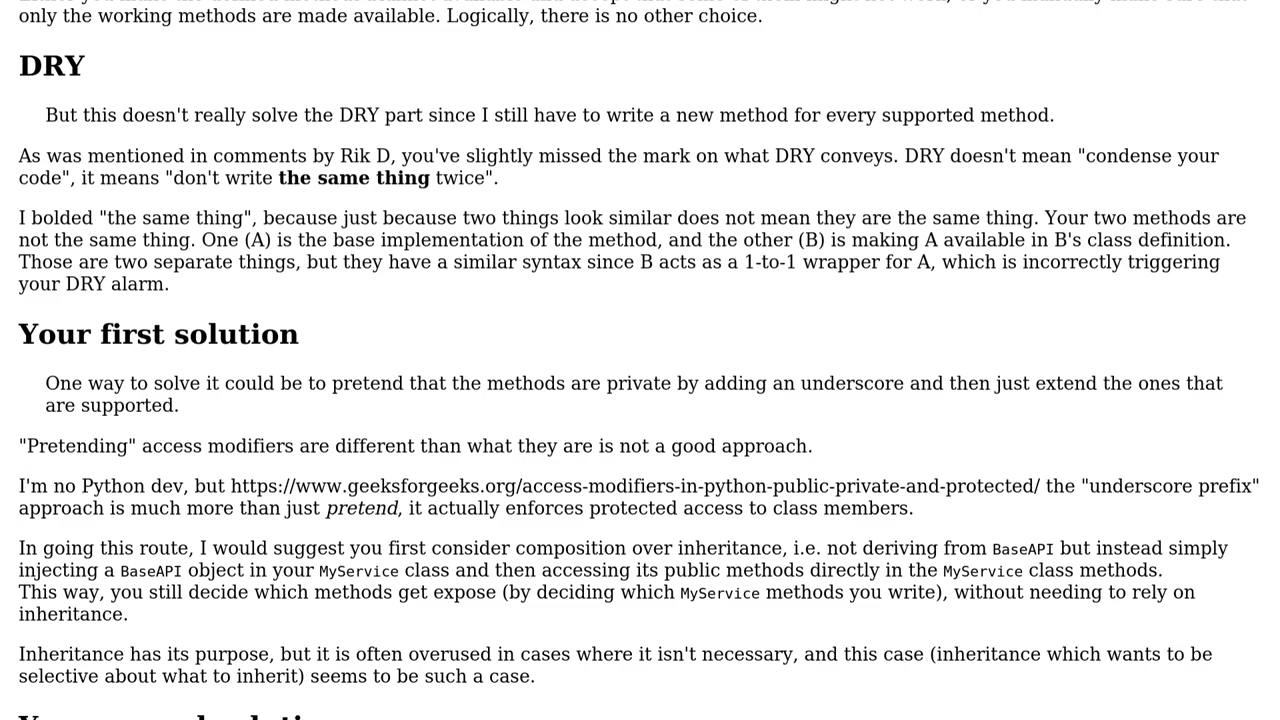 only the working methods are made available. Logically, there is no other choice.
DRY
But this doesn't really solve the DRY part since I still have to write a new method for every supported method.
As was mentioned in comments by Rik D, you've slightly missed the mark on what DRY conveys. DRY doesn't mean "condense your
code", it means "don't write the same thing twice".
I bolded "the same thing", because just because two things look similar does not mean they are the same thing. Your two methods are
not the same thing. One (A) is the base implementation of the method, and the other (B) is making A available in B's class definition.
Those are two separate things, but they have a similar syntax since B acts as a 1-to-1 wrapper for A, which is incorrectly triggering
your DRY alarm.
Your first solution
One way to solve it could be to pretend that the methods are private by adding an underscore and then just extend the ones that
are supported.
"Pretending" access modifiers are different than what they are is not a good approach.
I'm no Python dev, but https://www.geeksforgeeks.org/access-modifiers-in-python-public-private-and-protected/ the "underscore prefix"
approach is much more than just pretend, it actually enforces protected access to class members.
In going this route, I would suggest you first consider composition over inheritance, i.e. not deriving from BaseAPI but instead simply
injecting a BaseAPI object in your MyService class and then accessing its public methods directly in the MyService class methods.
This way, you still decide which methods get expose (by deciding which MyService methods you write), without needing to rely on
inheritance.
Inheritance has its purpose, but it is often overused in cases where it isn't necessary, and this case (inheritance which wants to be
selective about what to inherit) seems to be such a case.